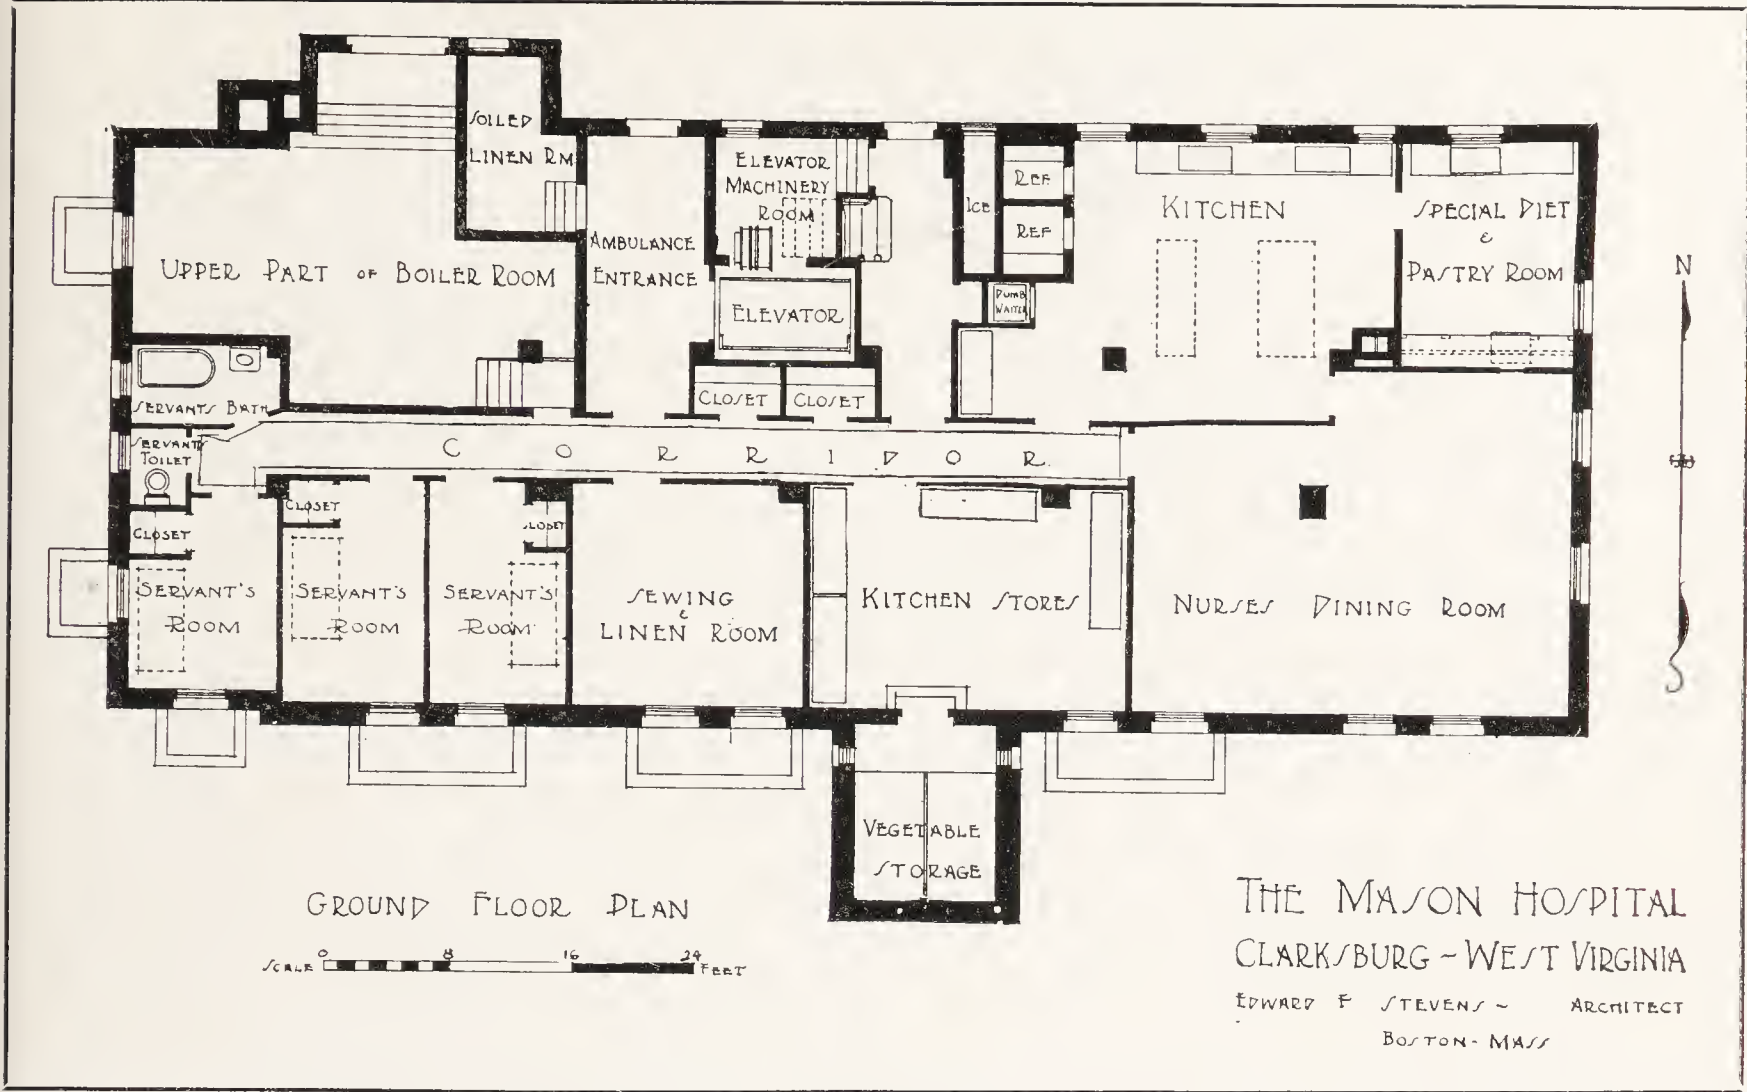 SOILED
LINEN RM
ELEVATOR
MACHINERY
ROOM
ICE
REF
REF
KITCHEN
SPECIAL DIET
&
PASTRY ROOM
UPPER PART OF BOILER ROOM
AMBULANCE
ENTRANCE
ELEVATOR
DUMB
WAITER
N
SERVANTS BATH
CLOSET
CLOSET
SERVANTS
TOILET
CORRIDOR
CLOSET
CLOSET
CLOSET
SERVANT'S
ROOM
SERVANT'S
ROOM
SERVANT'S
ROOM
SEWING
&
LINEN ROOM
KITCHEN STORES
NURSES DINING ROOM
VEGETABLE
STORAGE
GROUND FLOOR PLAN
SCALE 0 8 16 24 FEET
THE MASON HOSPITAL
CLARKSBURG ~ WEST VIRGINIA
EDWARD F STEVENS ~ ARCHITECT
BOSTON - MASS
S